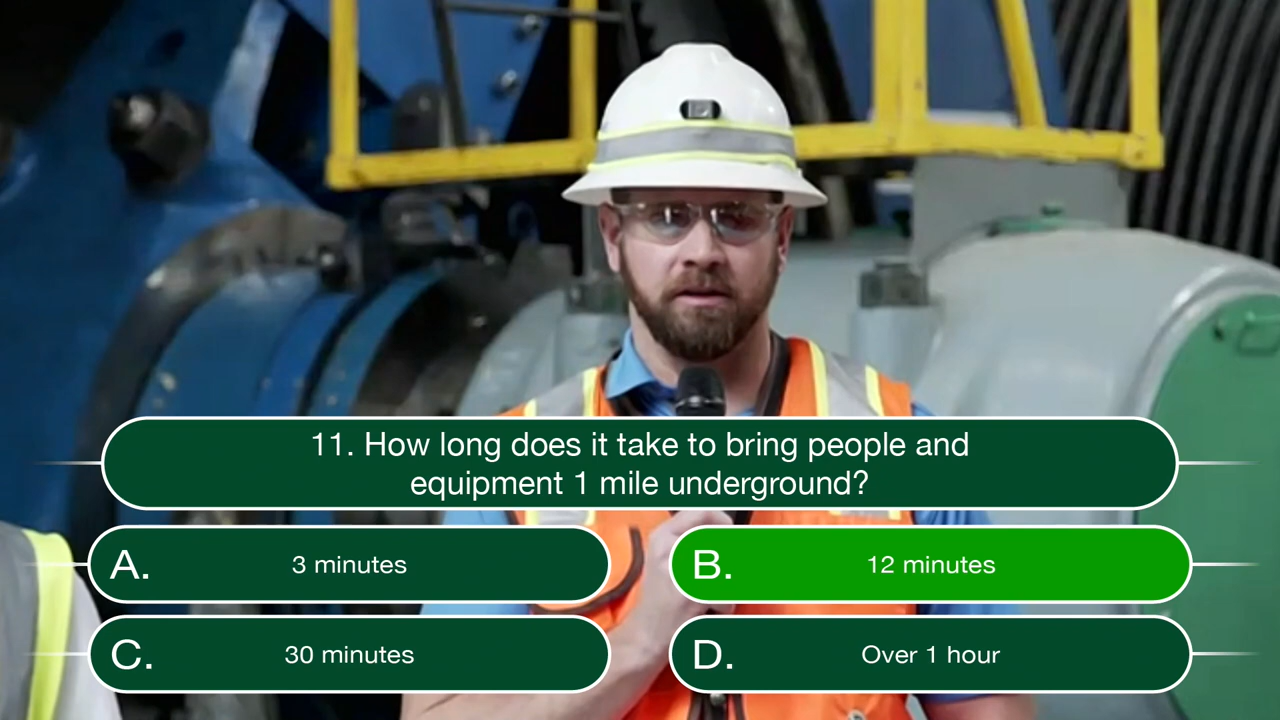 11. How long does it take to bring people and
equipment 1 mile underground?
A. 3 minutes
B. 12 minutes
C. 30 minutes
D. Over 1 hour